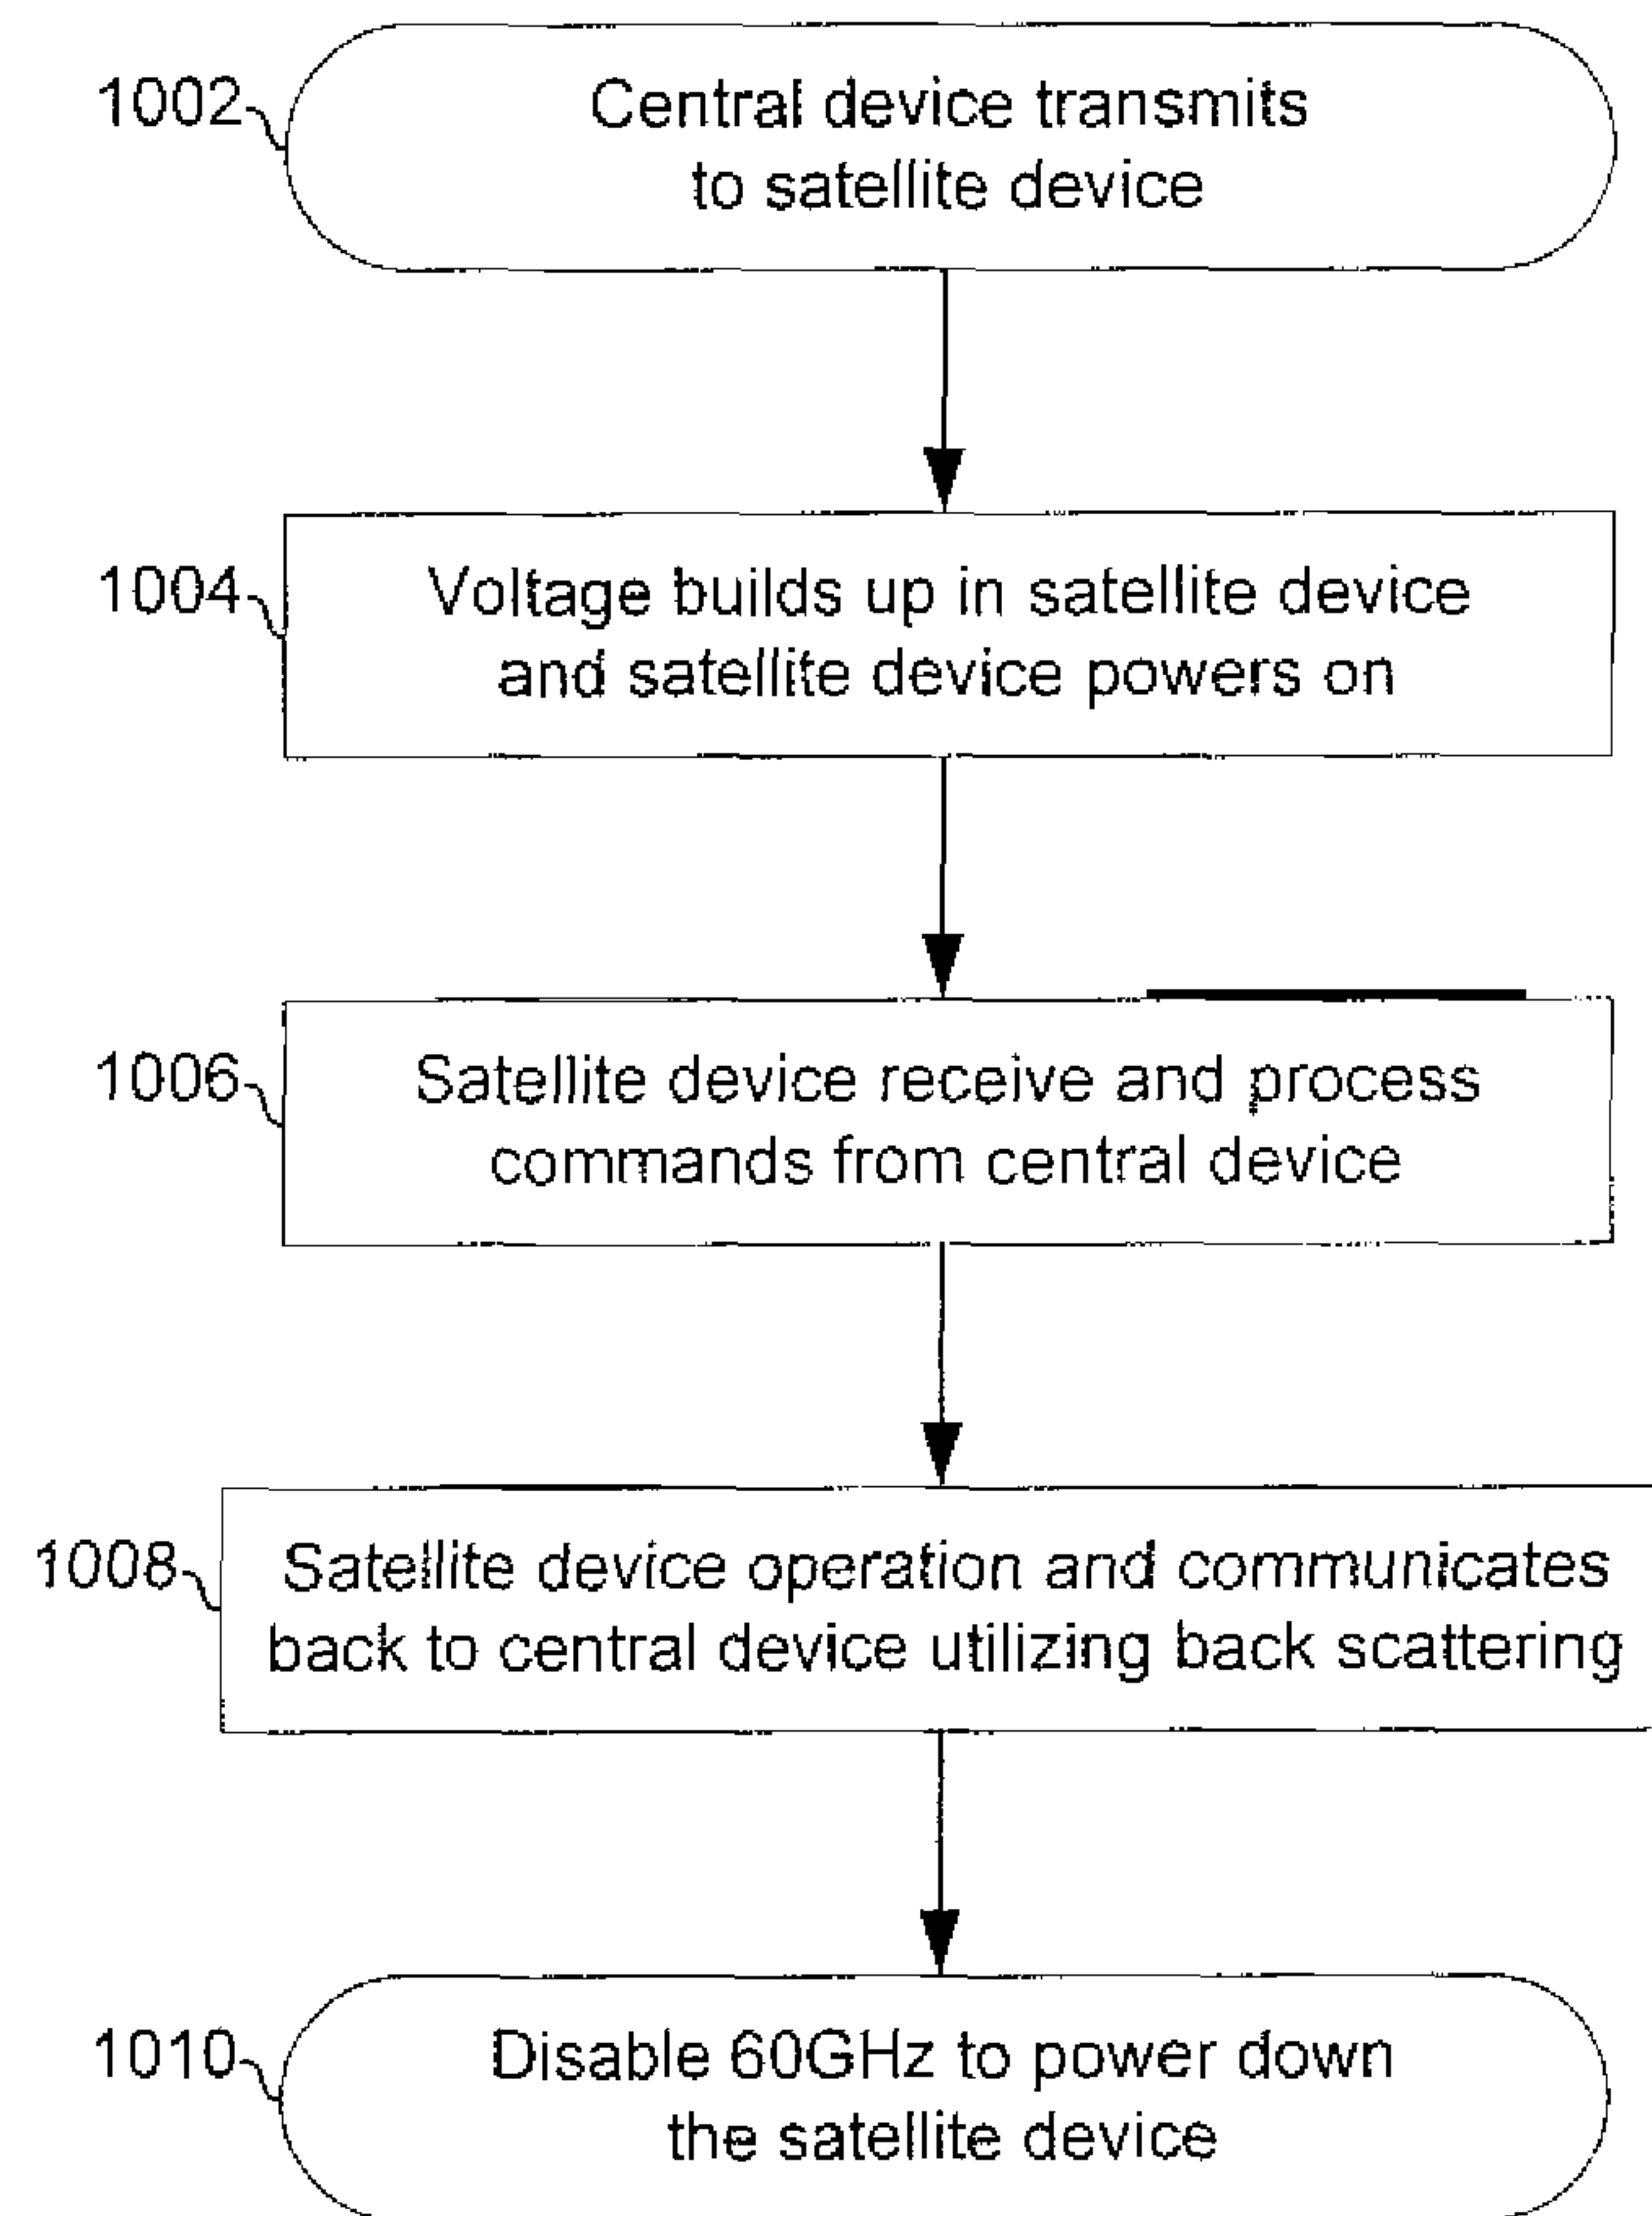 1002
Central device transmits
to satellite device
1004
Voltage builds up in satellite device
and satellite device powers on
1006
Satellite device receive and process
commands from central device
1008
Satellite device operation and communicates
back to central device utilizing back scattering
1010
Disable 60GHz to power down
the satellite device